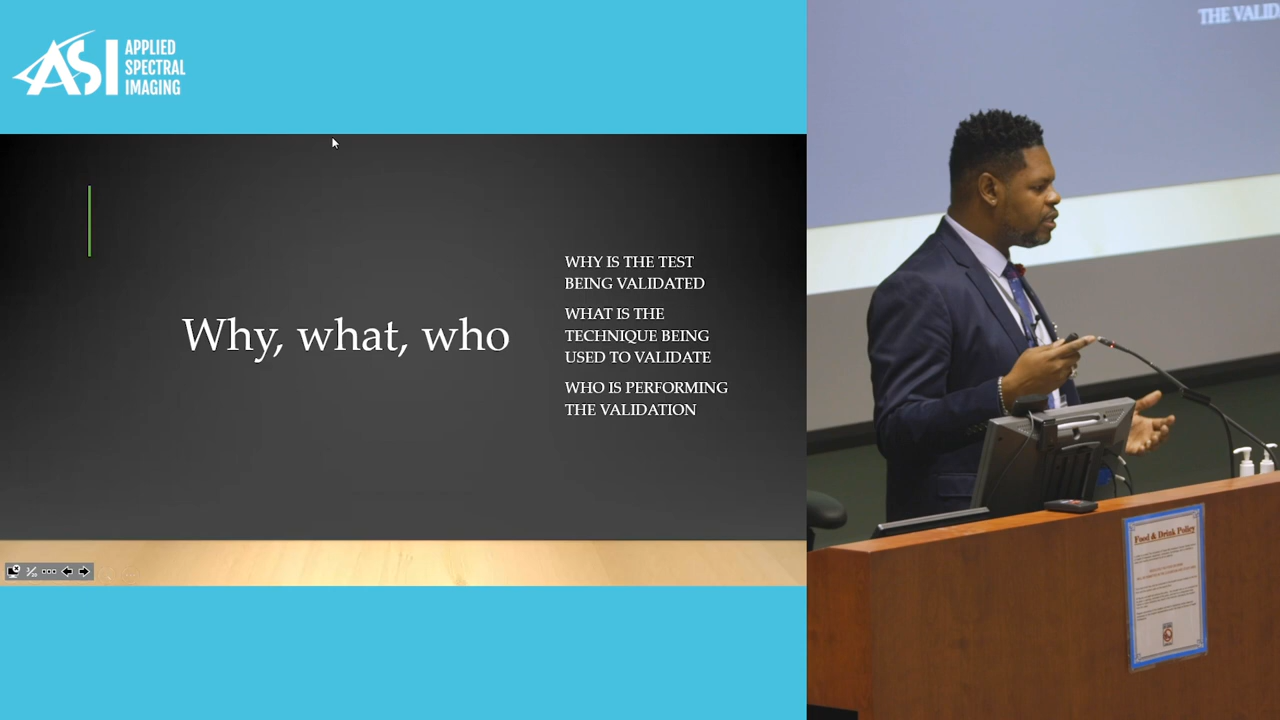 ASI APPLIED
SPECTRAL
IMAGING
Why, what, who
WHY IS THE TEST
BEING VALIDATED
WHAT IS THE
TECHNIQUE BEING
USED TO VALIDATE
WHO IS PERFORMING
THE VALIDATION
THE VALID
Food & Drink Policy